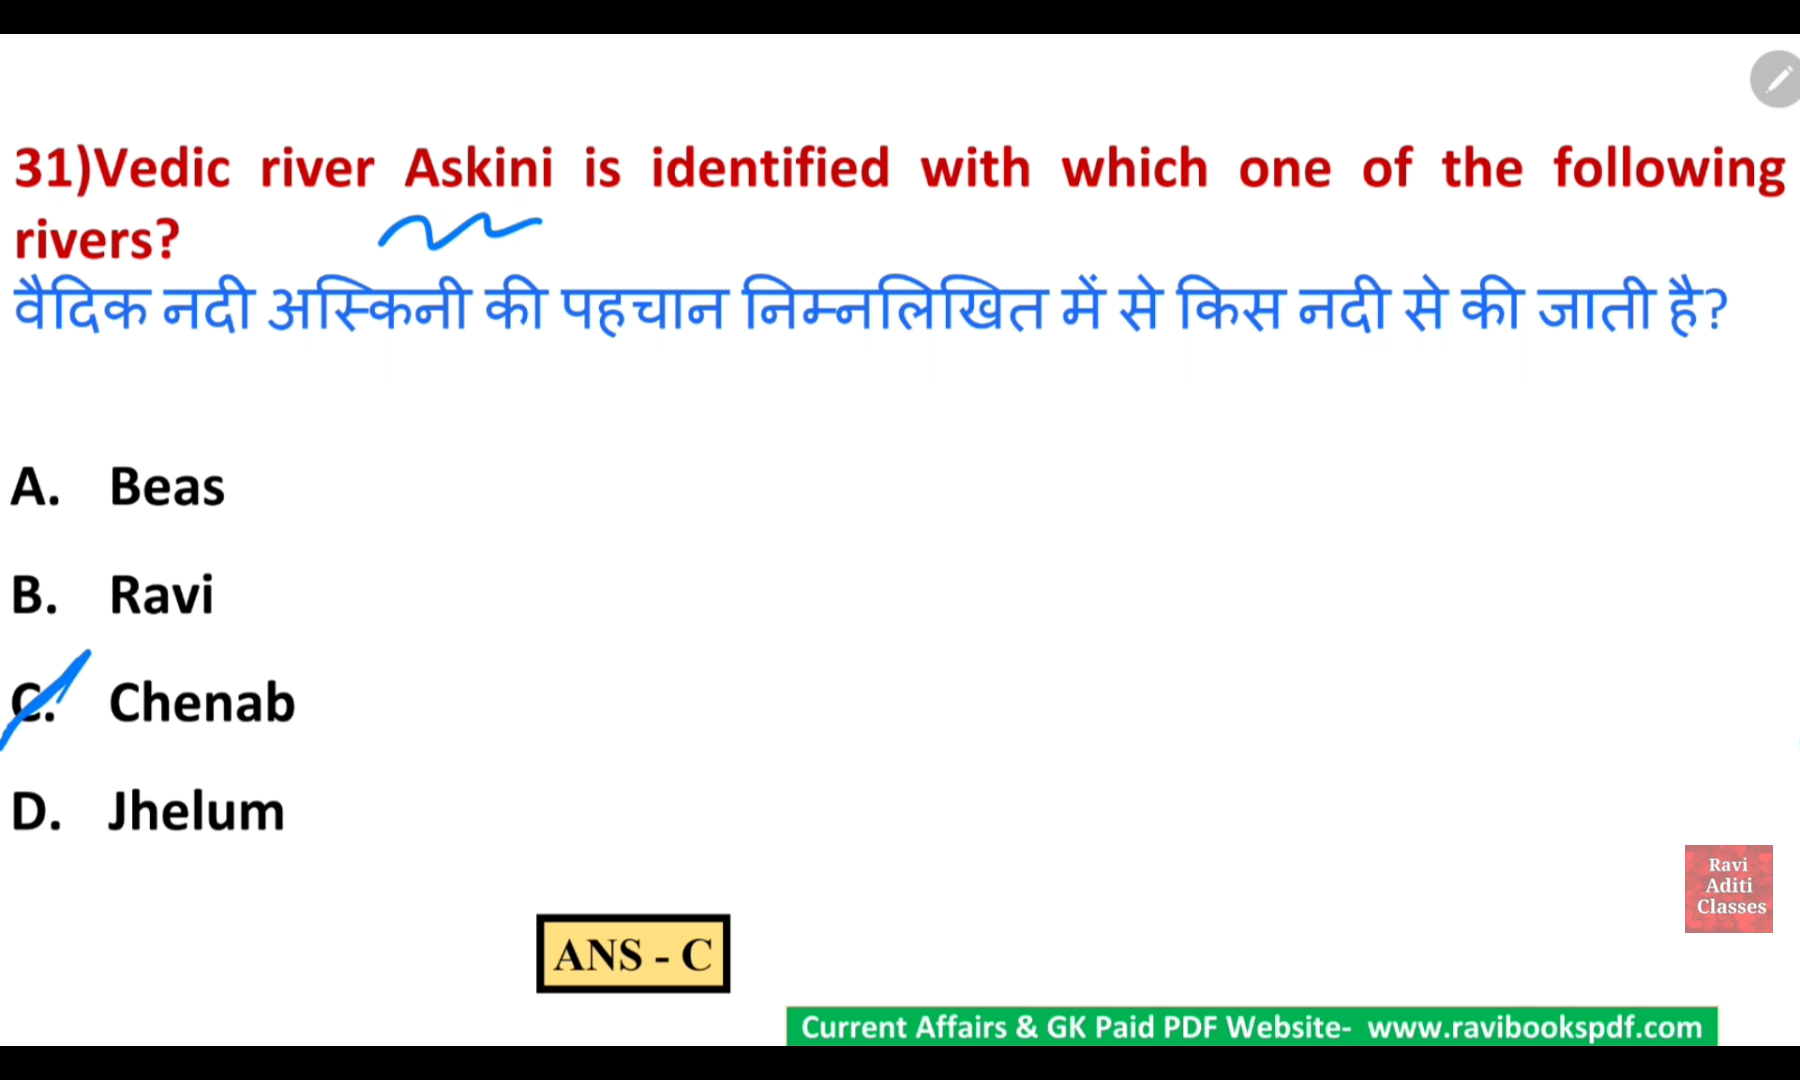 31)Vedic river Askini is identified with which one of the following
rivers?
वैदिक नदी अस्किनी की पहचान निम्नलिखित में से किस नदी से की जाती है?
A. Beas
B. Ravi
C. Chenab
D. Jhelum
Ravi
Aditi
Classes
ANS - C
Current Affairs & GK Paid PDF Website- www.ravibookspdf.com